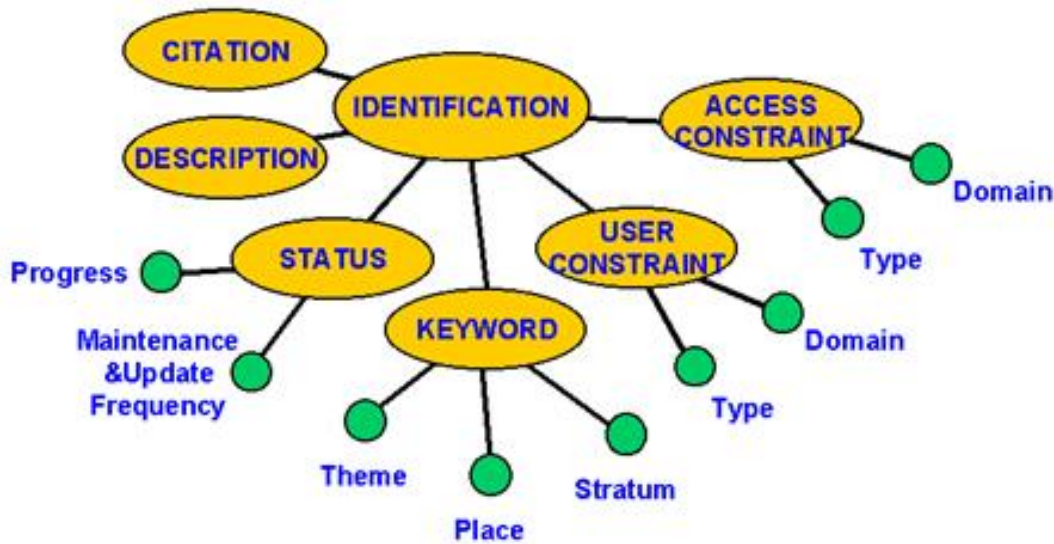 CITATION
IDENTIFICATION
ACCESS
CONSTRAINT
DESCRIPTION
Domain
STATUS
USER
CONSTRAINT
Type
Progress
KEYWORD
Maintenance
&Update
Frequency
Domain
Type
Theme
Stratum
Place